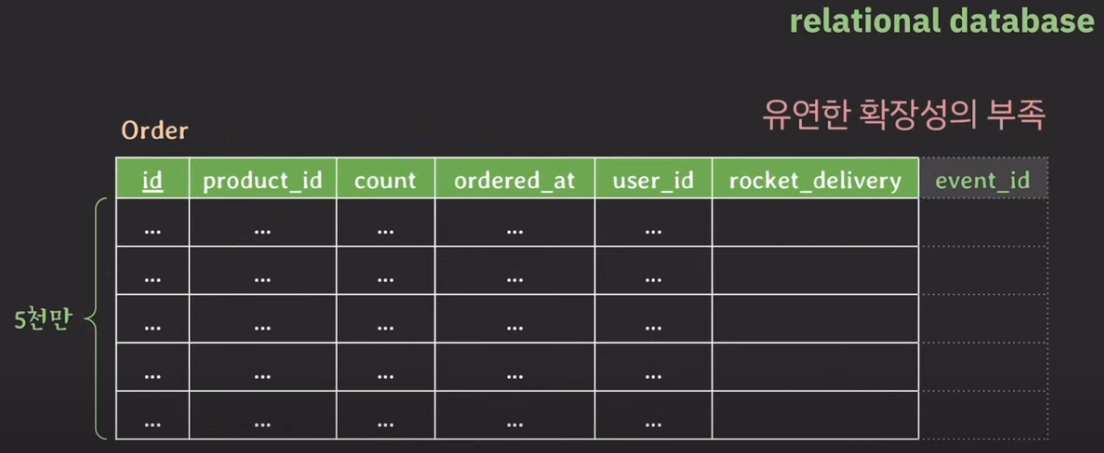 relational database
유연한 확장성의 부족
Order
id product_id count ordered_at user_id rocket_delivery event_id
... ... ... ... ...
... ... ... ... ...
5천만
... ... ... ... ...
... ... ... ... ...
... ... ... ... ...